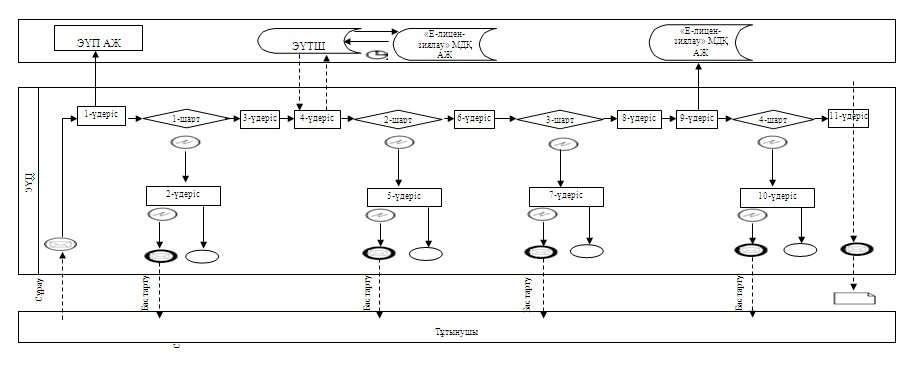 ЭҮП АЖ
ЭҮТШ
«Е-лицен-
зиялау» МДҚ
АЖ
«Е-лицен-
зиялау» МДҚ
АЖ
ЭҮП
1-үдеріс
1-шарт
3-үдеріс
4-үдеріс
2-шарт
6-үдеріс
3-шарт
8-үдеріс
9-үдеріс
4-шарт
11-үдеріс
2-үдеріс
5-үдеріс
7-үдеріс
10-үдеріс
Сұрау
Бас тарту
Бас тарту
Бас тарту
Бас тарту
Тұтынушы